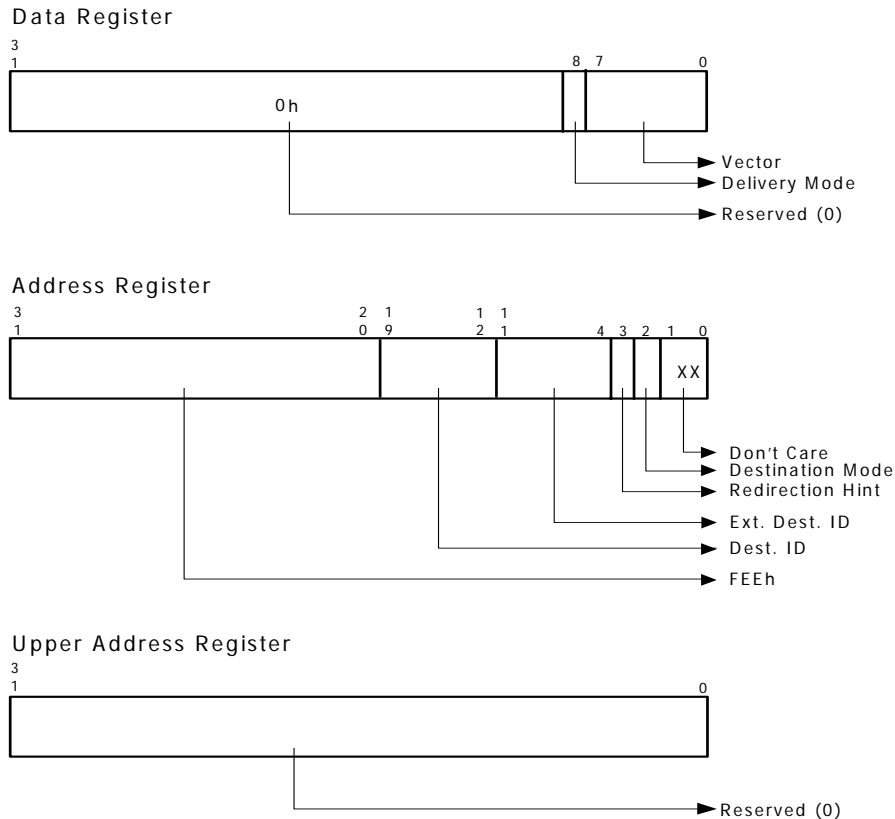 Data Register
3
1 8 7 0
0h
Vector
Delivery Mode
Reserved (0)
Address Register
3 2 1 1 1
1 0 9 2 1 4 3 2 1 0
XX
Don't Care
Destination Mode
Redirection Hint
Ext. Dest. ID
Dest. ID
FEEh
Upper Address Register
3
1 0
Reserved (0)